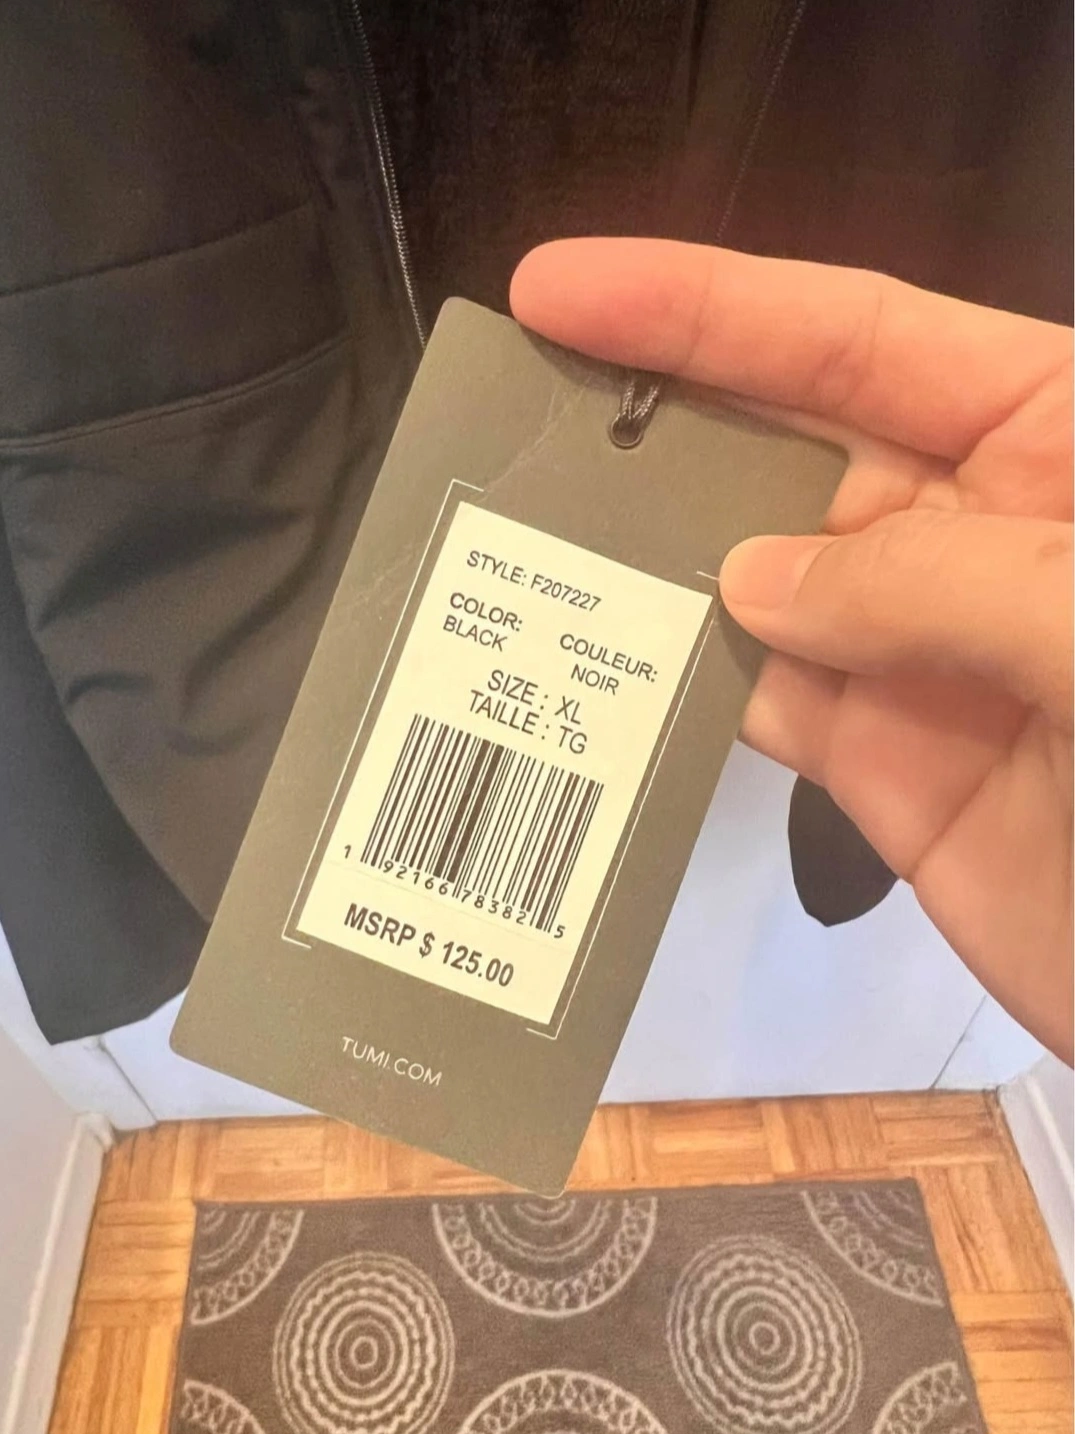 STYLE: F207227
COLOR: COULEUR:
BLACK NOIR
SIZE : XL
TAILLE : TG
1 92166 78382 5
MSRP $ 125.00
TUMI.COM